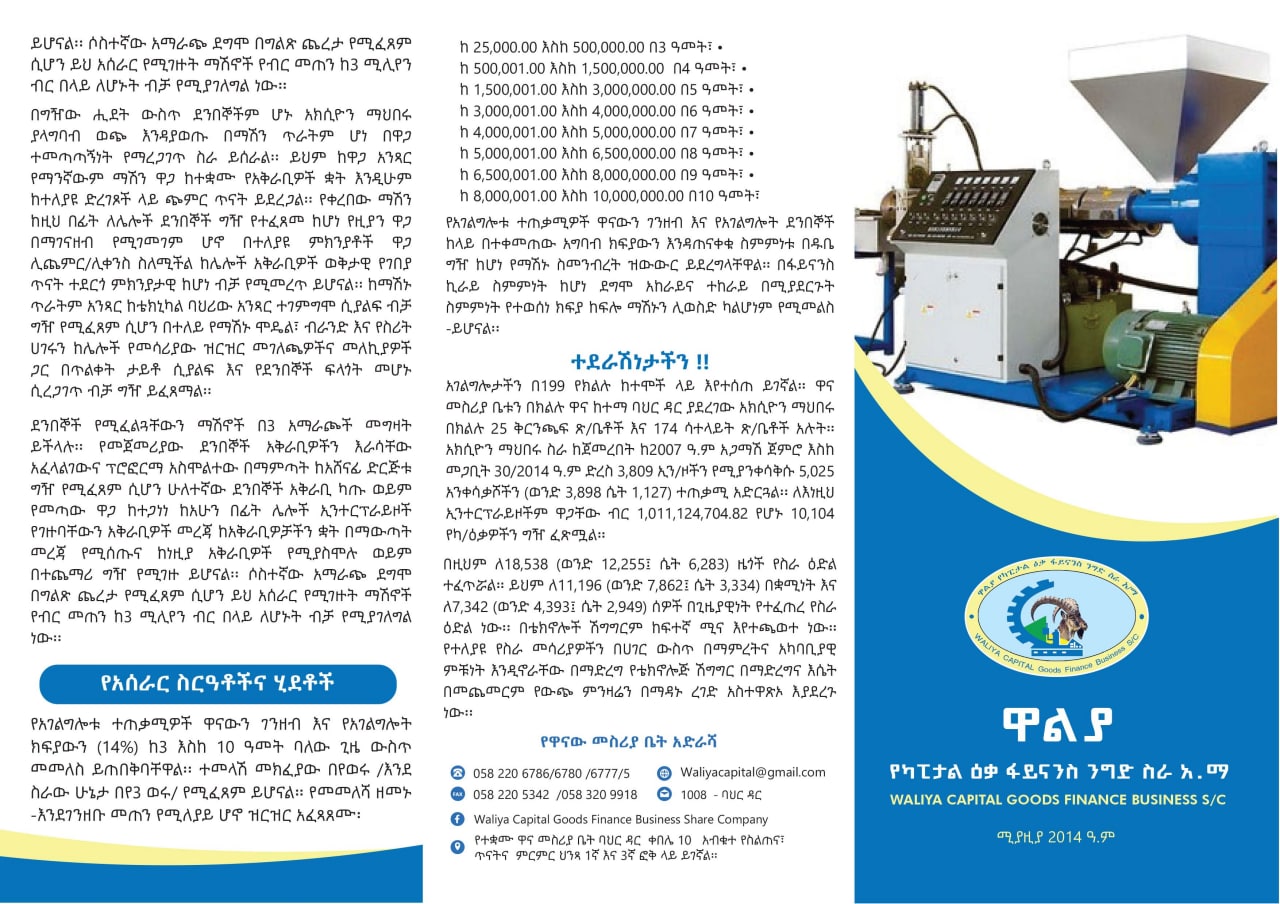 ይሆናል። ሶስተኛው አማራጭ ደግሞ በግልጽ ጨረታ የሚፈጸም
ሲሆን ይህ አሰራር የሚገዙት ማሽኖች የብር መጠን ከ3 ሚሊየን
ብር በላይ ለሆኑት ብቻ የሚያገለግል ነው።
በግዥው ሒደት ውስጥ ደንበኞችም ሆኑ አክሲዮን ማህበሩ
ያላግባብ ወጭ እንዳያወጡ በማሽን ጥራትም ሆነ በዋጋ
ተመጣጣኝነት የማረጋገጥ ስራ ይሰራል። ይህም ከዋጋ አንጻር
የማንኛውም ማሽን ዋጋ ከተቋሙ የአቅራቢዎች ቋት እንዲሁም
ከተለያዩ ድረገጾች ላይ ጭምር ጥናት ይደረጋል። የቀረበው ማሽን
ከዚህ በፊት ለሌሎች ደንበኞች ግዥ የተፈጸመ ከሆነ የዚያን ዋጋ
በማገናዘብ የሚገመገም ሆኖ በተለያዩ ምክንያቶች ዋጋ
ሊጨምር/ሊቀንስ ስለሚችል ከሌሎች አቅራቢዎች ወቅታዊ የገበያ
ጥናት ተደርጎ ምክንያታዊ ከሆነ ብቻ የሚመረጥ ይሆናል። ከማሽኑ
ጥራትም አንጻር ከቴክኒካል ባህሪው አንጻር ተገምግሞ ሲያልፍ ብቻ
ግዥ የሚፈጸም ሲሆን በተለይ የማሽኑ ሞዴል፣ ብራንድ እና የስሪት
ሀገሩን ከሌሎች የመሳሪያው ዝርዝር መገለጫዎችና መለኪያዎች
ጋር በጥልቀት ታይቶ ሲያልፍ እና የደንበኞች ፍላጎት መሆኑ
ሲረጋገጥ ብቻ ግዥ ይፈጸማል።
ደንበኞች የሚፈልጓቸውን ማሽኖች በ3 አማራጮች መግዛት
ይችላሉ። የመጀመሪያው ደንበኞች አቅራቢዎችን እራሳቸው
አፈላልገውና ፕሮፎርማ አስሞልተው በማምጣት ከአሸናፊ ድርጅቱ
ግዥ የሚፈጸም ሲሆን ሁለተኛው ደንበኞች አቅራቢ ካጡ ወይም
የመጣው ዋጋ ከተጋነነ ከአሁን በፊት ሌሎች ኢንተርፕራይዞች
የገዙባቸውን አቅራቢዎች መረጃ ከአቅራቢዎቻችን ቋት በማውጣት
መረጃ የሚሰጡና ከነዚያ አቅራቢዎች የሚያስሞሉ ወይም
በተጨማሪ ግዥ የሚገዙ ይሆናል። ሶስተኛው አማራጭ ደግሞ
በግልጽ ጨረታ የሚፈጸም ሲሆን ይህ አሰራር የሚገዙት ማሽኖች
የብር መጠን ከ3 ሚሊየን ብር በላይ ለሆኑት ብቻ የሚያገለግል
ነው።
የአሰራር ስርዓቶችና ሂደቶች
የአገልግሎቱ ተጠቃሚዎች ዋናውን ገንዘብ እና የአገልግሎት
ክፍያውን (14%) ከ3 እስከ 10 ዓመት ባለው ጊዜ ውስጥ
መመለስ ይጠበቅባቸዋል። ተመላሽ መክፈያው በየወሩ /እንደ
ስራው ሁኔታ በየ3 ወሩ/ የሚፈጸም ይሆናል። የመመለሻ ዘመኑ
-እንደገንዘቡ መጠን የሚለያይ ሆኖ ዝርዝር አፈጻጸሙ፡
ከ 25,000.00 እስከ 500,000.00 በ3 ዓመት፣ •
ከ 500,001.00 እስከ 1,500,000.00 በ4 ዓመት፣ •
ከ 1,500,001.00 እስከ 3,000,000.00 በ5 ዓመት፣ •
ከ 3,000,001.00 እስከ 4,000,000.00 በ6 ዓመት፣ •
ከ 4,000,001.00 እስከ 5,000,000.00 በ7 ዓመት፣ •
ከ 5,000,001.00 እስከ 6,500,000.00 በ8 ዓመት፣ •
ከ 6,500,001.00 እስከ 8,000,000.00 በ9 ዓመት፣ •
ከ 8,000,001.00 እስከ 10,000,000.00 በ10 ዓመት፣
የአገልግሎቱ ተጠቃሚዎች ዋናውን ገንዘብ እና የአገልግሎት ደንበኞች
ከላይ በተቀመጠው አግባብ ክፍያውን እንዳጠናቀቁ ስምምነቱ በዱቤ
ግዥ ከሆነ የማሽኑ ስመንብረት ዝውውር ይደረግላቸዋል። በፋይናንስ
ኪራይ ስምምነት ከሆነ ደግሞ አከራይና ተከራይ በሚያደርጉት
ስምምነት የተወሰነ ክፍያ ከፍሎ ማሽኑን ሊወስድ ካልሆነም የሚመልስ
-ይሆናል።
ተደራሽነታችን !!
አገልግሎታችን በ199 የክልሉ ከተሞች ላይ እየተሰጠ ይገኛል። ዋና
መስሪያ ቤቱን በክልሉ ዋና ከተማ ባህር ዳር ያደረገው አክሲዮን ማህበሩ
በክልሉ 25 ቅርንጫፍ ጽ/ቤቶች እና 174 ሳተላይት ጽ/ቤቶች አሉት።
አክሲዮን ማህበሩ ስራ ከጀመረበት ከ2007 ዓ.ም አጋማሽ ጀምሮ እስከ
መጋቢት 30/2014 ዓ.ም ድረስ 3,809 ኢን/ዞችን የሚያንቀሳቅሱ 5,025
አንቀሳቃሾችን (ወንድ 3,898 ሴት 1,127) ተጠቃሚ አድርጓል። ለእነዚህ
ኢንተርፕራይዞችም ዋጋቸው ብር 1,011,124,704.82 የሆኑ 10,104
የካ/ዕቃዎችን ግዥ ፈጽሟል።
በዚህም ለ18,538 (ወንድ 12,255፤ ሴት 6,283) ዜጎች የስራ ዕድል
ተፈጥሯል። ይህም ለ11,196 (ወንድ 7,862፤ ሴት 3,334) በቋሚነት እና
ለ7,342 (ወንድ 4,393፤ ሴት 2,949) ሰዎች በጊዜያዊነት የተፈጠረ የስራ
ዕድል ነው። በቴክኖሎች ሽግግርም ከፍተኛ ሚና እየተጫወተ ነው።
የተለያዩ የስራ መሳሪያዎችን በሀገር ውስጥ በማምረትና አካባቢያዊ
ምቹነት እንዲኖራቸው በማድረግ የቴክኖሎጅ ሽግግር በማድረግና እሴት
በመጨመርም የውጭ ምንዛሬን በማዳኑ ረገድ አስተዋጽኦ እያደረጉ
ነው።
የዋናው መስሪያ ቤት አድራሻ
058 220 6786/6780 /6777/5
Waliyacapital@gmail.com
FAX 058 220 5342 /058 320 9918
1008 - ባህር ዳር
Waliya Capital Goods Finance Business Share Company
የተቋሙ ዋና መስሪያ ቤት ባህር ዳር ቀበሌ 10 አብቁተ የስልጠና፣
ጥናትና ምርምር ህንጻ 1ኛ እና 3ኛ ፎቅ ላይ ይገኛል።
ዋልያ የካፒታል ዕቃ ፋይናንስ ንግድ ስራ አ/ማ
WALIYA CAPITAL Goods Finance Business S/C
ዋልያ
የካፒታል ዕቃ ፋይናንስ ንግድ ስራ አ.ማ
WALIYA CAPITAL GOODS FINANCE BUSINESS S/C
ሚያዚያ 2014 ዓ.ም